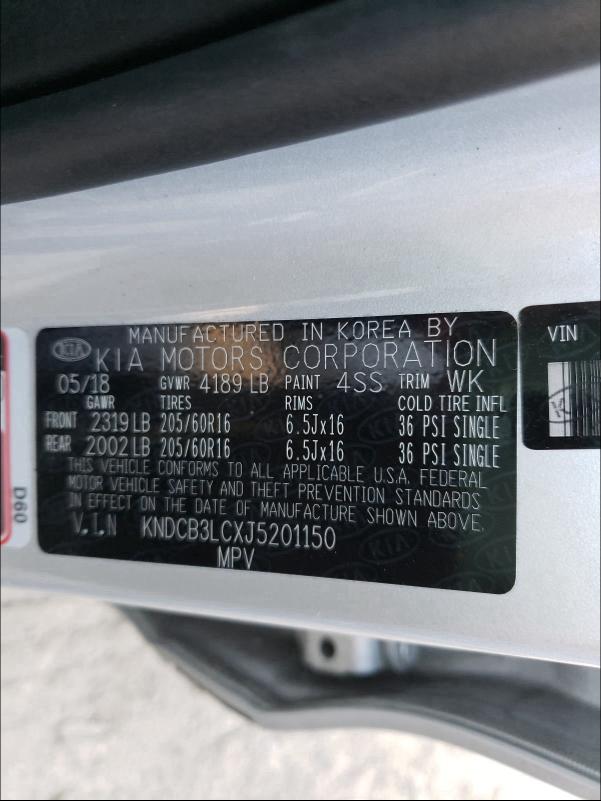 MANUFACTURED IN KOREA BY
KIA KIA MOTORS CORPORATION
05/18 GVWR 4189 LB PAINT 4SS TRIM WK
GAWR TIRES RIMS COLD TIRE INFL
FRONT 2319 LB 205/60R16 6.5Jx16 36 PSI SINGLE
REAR 2002 LB 205/60R16 6.5Jx16 36 PSI SINGLE
THIS VEHICLE CONFORMS TO ALL APPLICABLE U.S.A. FEDERAL
MOTOR VEHICLE SAFETY AND THEFT PREVENTION STANDARDS
IN EFFECT ON THE DATE OF MANUFACTURE SHOWN ABOVE.
V.I.N KNDCB3LCXJ5201150
MPV
VIN
D60